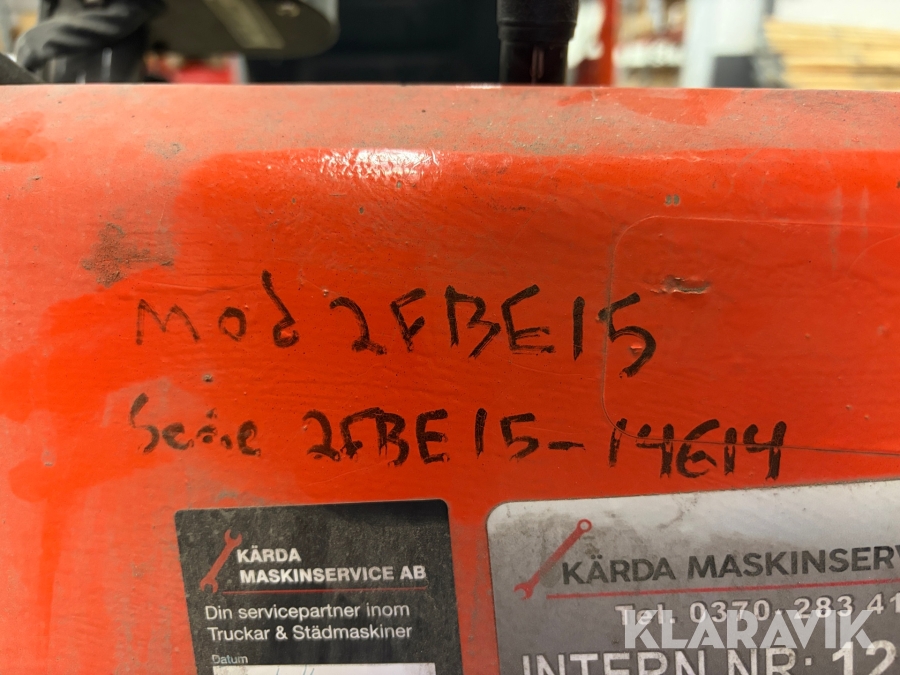 Mod 2FBE15
Serie 2FBE15-14614
KÄRDA
MASKINSERVICE AB
Din servicepartner inom
Truckar & Städmaskiner
Datum
KÄRDA MASKINSERV
Tel. 0370-283 41
INTERN NR: 12
KLARAVIK